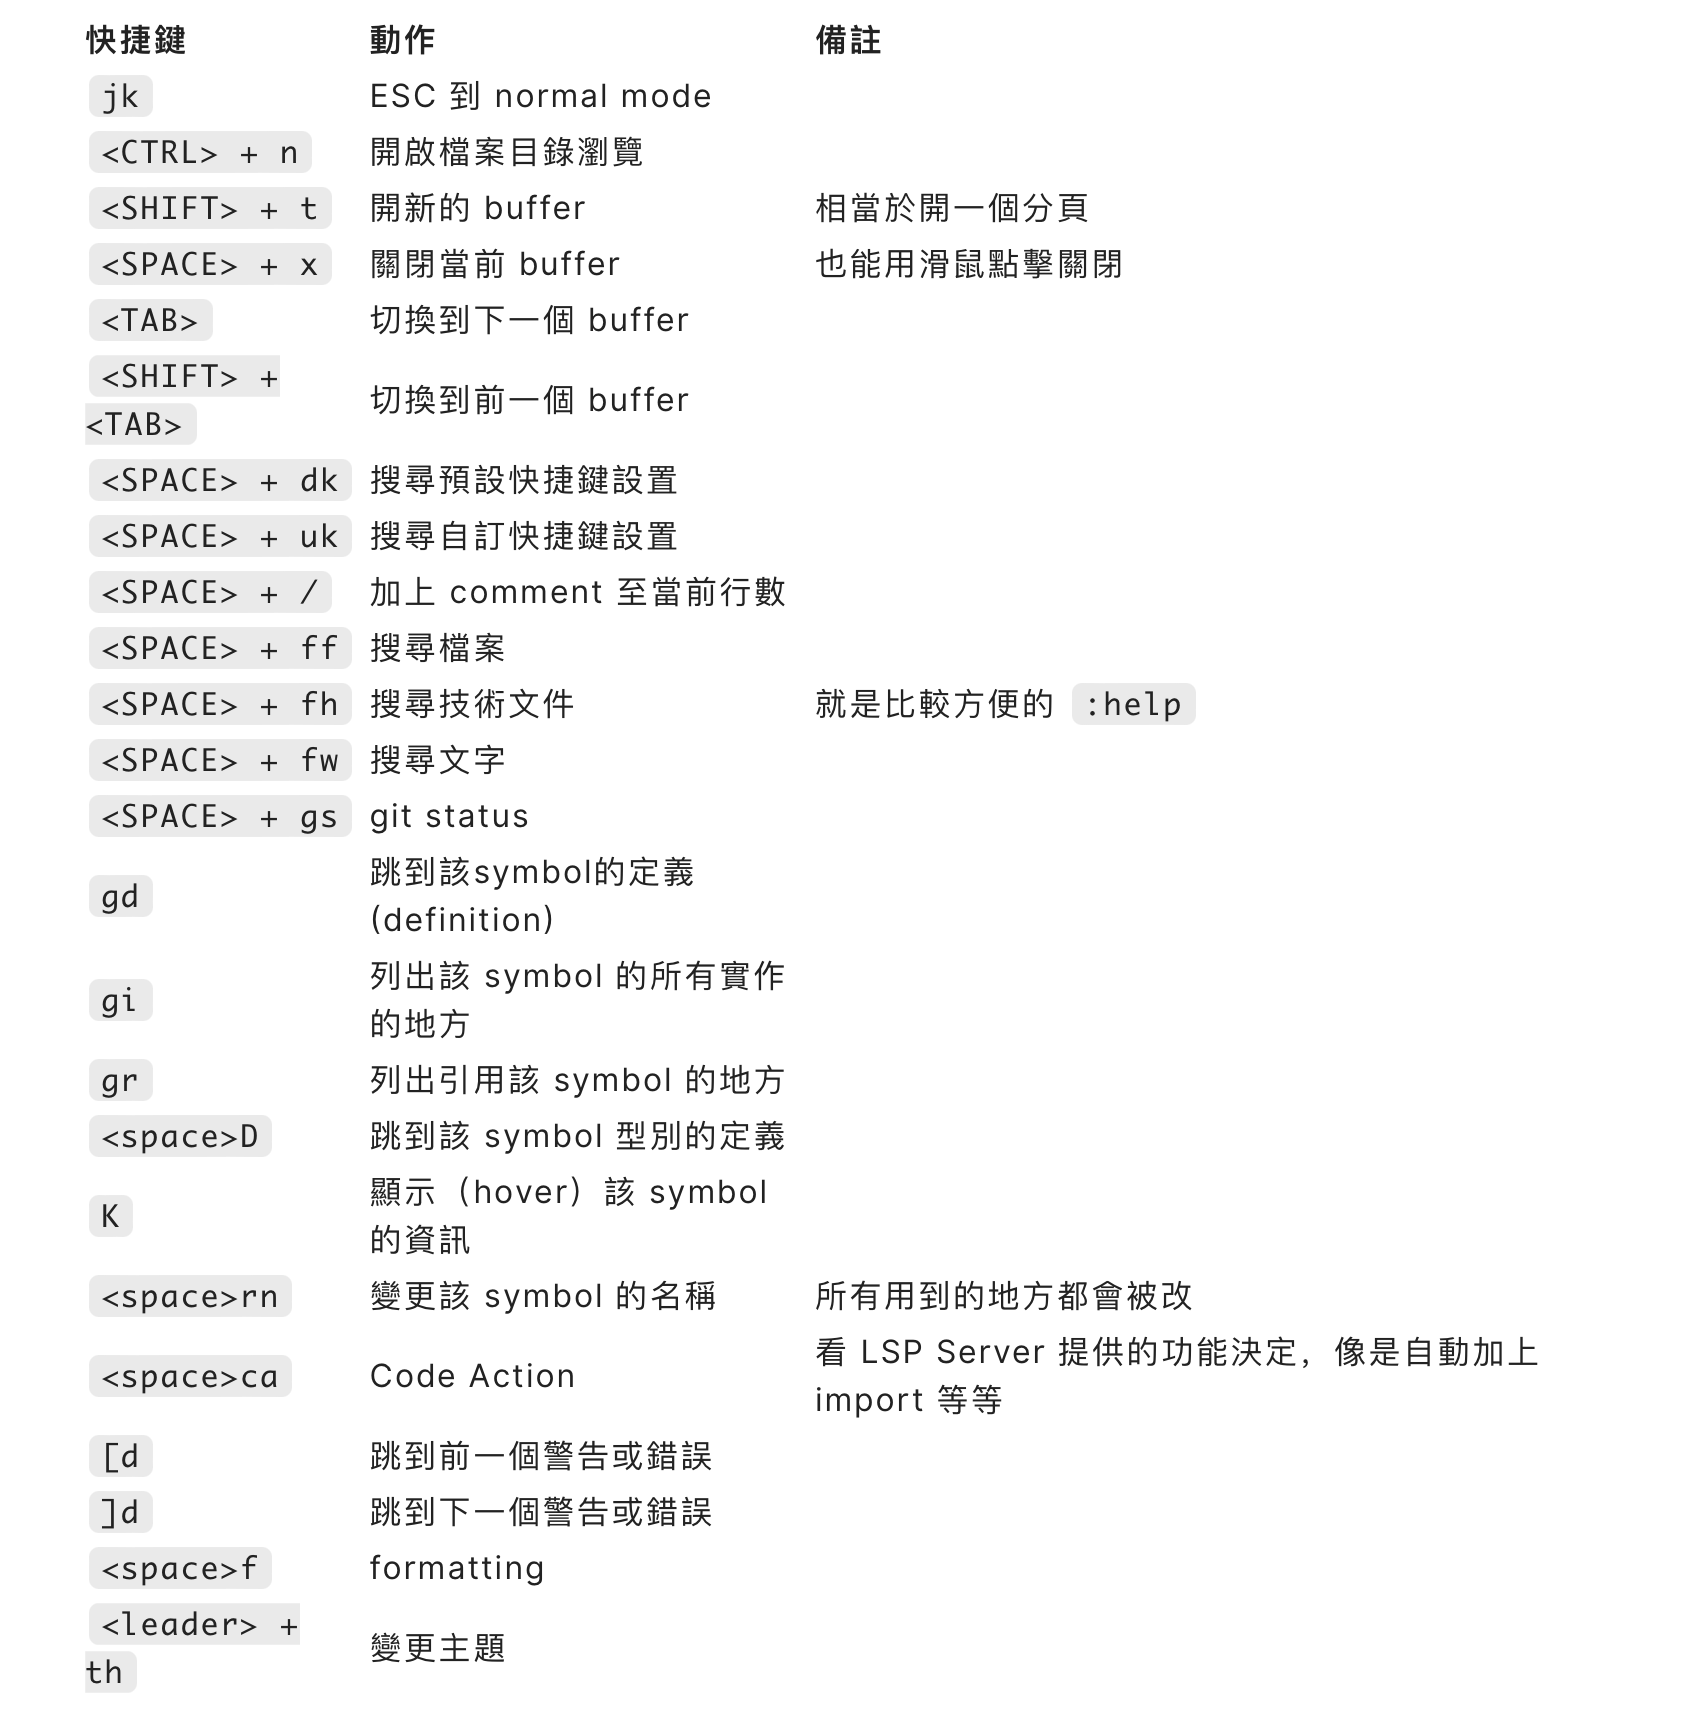 快捷鍵 動作 備註
jk ESC 到 normal mode
<CTRL> + n 開啟檔案目錄瀏覽
<SHIFT> + t 開新的 buffer 相當於開一個分頁
<SPACE> + x 關閉當前 buffer 也能用滑鼠點擊關閉
<TAB> 切換到下一個 buffer
<SHIFT> +
<TAB>
切換到前一個 buffer
<SPACE> + dk 搜尋預設快捷鍵設置
<SPACE> + uk 搜尋自訂快捷鍵設置
<SPACE> + / 加上 comment 至當前行數
<SPACE> + ff 搜尋檔案
<SPACE> + fh 搜尋技術文件 就是比較方便的 :help
<SPACE> + fw 搜尋文字
<SPACE> + gs git status
gd
跳到該symbol的定義
(definition)
gi
列出該 symbol 的所有實作
的地方
gr 列出引用該 symbol 的地方
<space>D 跳到該 symbol 型別的定義
K
顯示（hover）該 symbol
的資訊
<space>rn 變更該 symbol 的名稱 所有用到的地方都會被改
<space>ca Code Action
看 LSP Server 提供的功能決定，像是自動加上
import 等等
[d 跳到前一個警告或錯誤
]d 跳到下一個警告或錯誤
<space>f formatting
<leader> +
th
變更主題